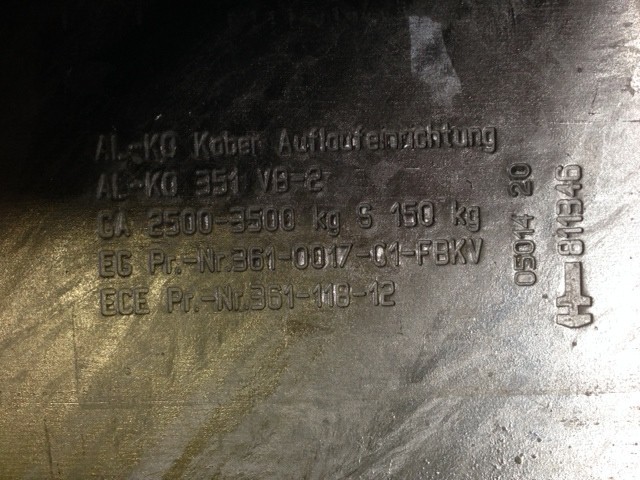 AL-KO Kober Auflaufeinrichtung
AL-KO 351 VB-2
GA 2500-3500 kg S 150 kg
EG Pr.-Nr.361-0017-01-FBKV
ECE Pr.-Nr.361-118-12
05014 20
811346